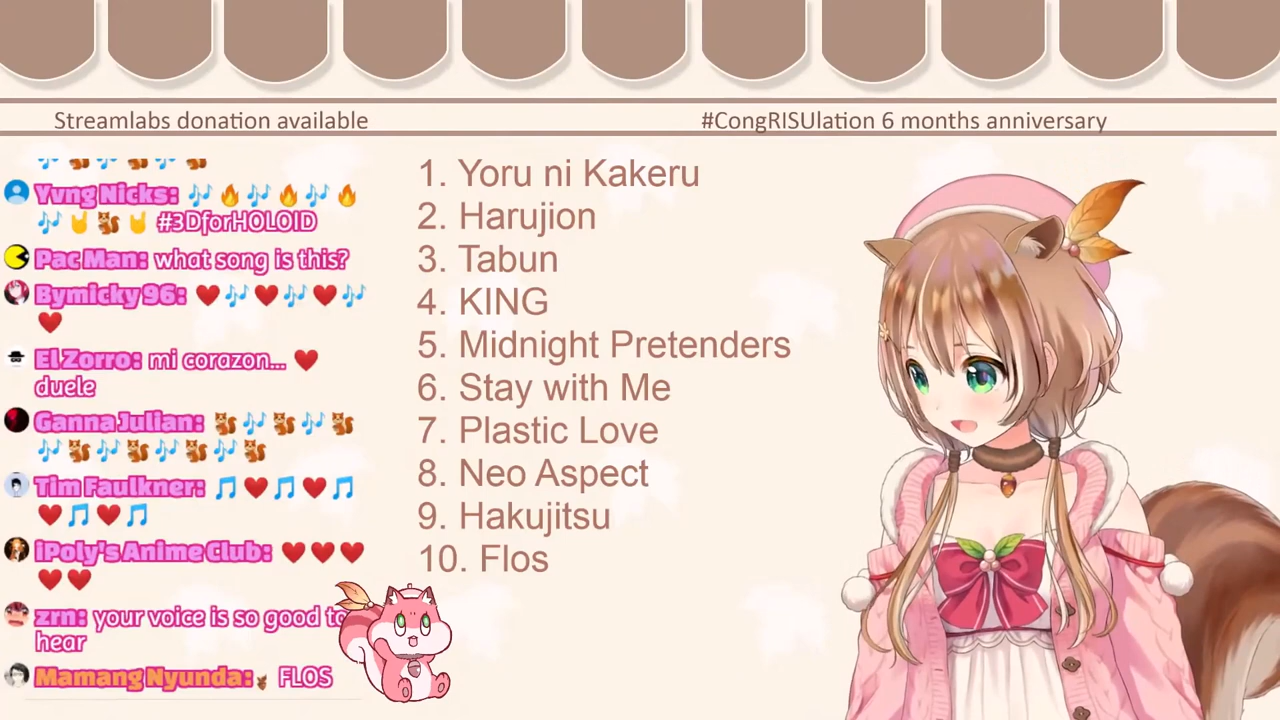 Streamlabs donation available
#CongRISUlation 6 months anniversary
Yvng Nicks: 🎶🔥🎶🔥🎶🔥
🎶🤘🐿️🤘 #3DforHOLOID
Pac Man: what song is this?
Bymicky96: ❤️🎶❤️🎶❤️🎶
❤️
El Zorro: mi corazon... ❤️
duele
Ganna Julian: 🐿️🎶🐿️🎶🐿️
🎶🐿️🎶🐿️🎶🐿️🎶🐿️
Tim Faulkner: 🎵❤️🎵❤️🎵
❤️🎵❤️🎵
iPoly's Anime Club: ❤️❤️❤️
❤️❤️
zrn: your voice is so good to
hear
Mamang Nyunda: FLOS
1. Yoru ni Kakeru
2. Harujion
3. Tabun
4. KING
5. Midnight Pretenders
6. Stay with Me
7. Plastic Love
8. Neo Aspect
9. Hakujitsu
10. Flos